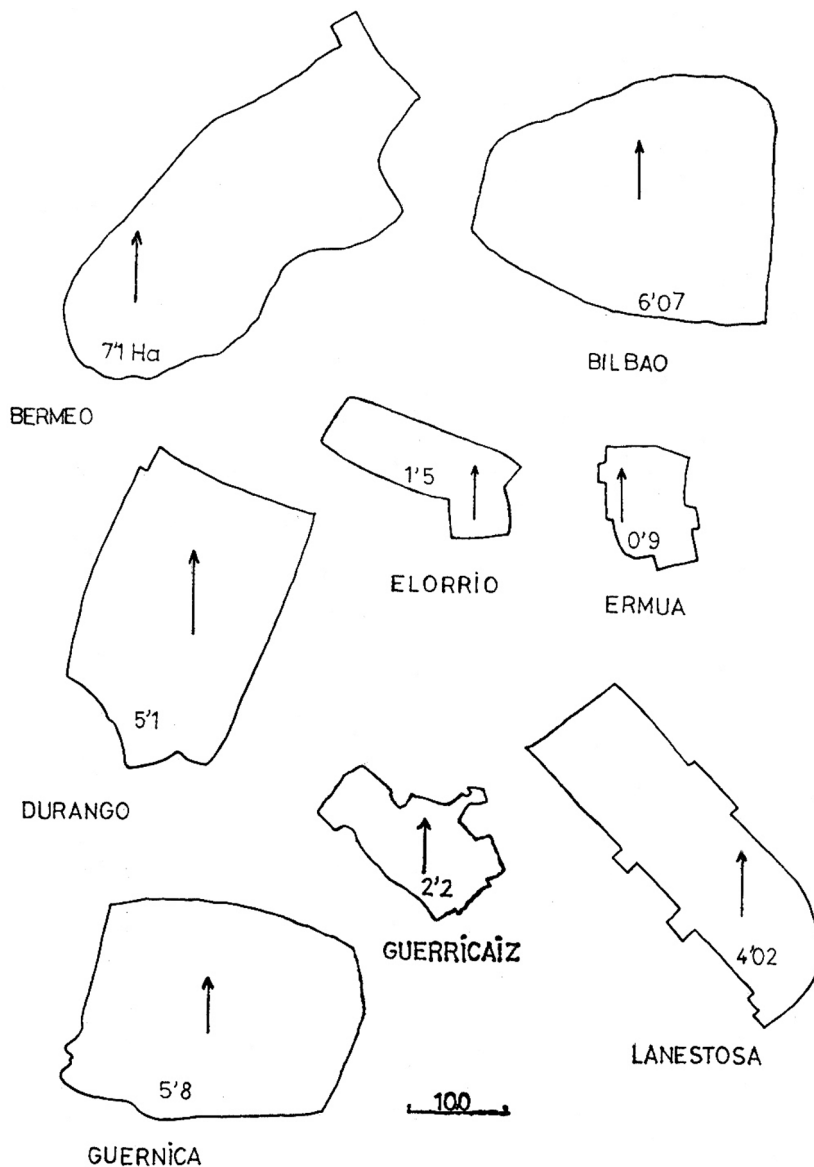 7'1 Ha
BERMEO
6'07
BILBAO
1'5
ELORRIO
0'9
ERMUA
5'1
DURANGO
2'2
GUERRICAIZ
4'02
LANESTOSA
5'8
GUERNICA
100